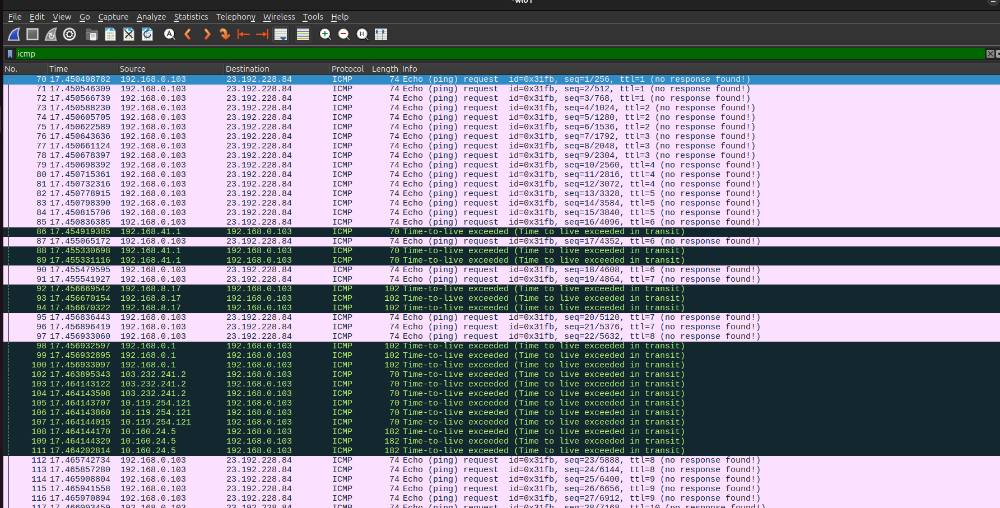 *wlo1
File Edit View Go Capture Analyze Statistics Telephony Wireless Tools Help
icmp
No. Time Source Destination Protocol Length Info
70 17.450498782 192.168.0.103 23.192.228.84 ICMP 74 Echo (ping) request id=0x31fb, seq=1/256, ttl=1 (no response found!)
71 17.450546309 192.168.0.103 23.192.228.84 ICMP 74 Echo (ping) request id=0x31fb, seq=2/512, ttl=1 (no response found!)
72 17.450566739 192.168.0.103 23.192.228.84 ICMP 74 Echo (ping) request id=0x31fb, seq=3/768, ttl=1 (no response found!)
73 17.450588230 192.168.0.103 23.192.228.84 ICMP 74 Echo (ping) request id=0x31fb, seq=4/1024, ttl=2 (no response found!)
74 17.450605705 192.168.0.103 23.192.228.84 ICMP 74 Echo (ping) request id=0x31fb, seq=5/1280, ttl=2 (no response found!)
75 17.450622589 192.168.0.103 23.192.228.84 ICMP 74 Echo (ping) request id=0x31fb, seq=6/1536, ttl=2 (no response found!)
76 17.450643636 192.168.0.103 23.192.228.84 ICMP 74 Echo (ping) request id=0x31fb, seq=7/1792, ttl=3 (no response found!)
77 17.450661124 192.168.0.103 23.192.228.84 ICMP 74 Echo (ping) request id=0x31fb, seq=8/2048, ttl=3 (no response found!)
78 17.450678397 192.168.0.103 23.192.228.84 ICMP 74 Echo (ping) request id=0x31fb, seq=9/2304, ttl=3 (no response found!)
79 17.450698392 192.168.0.103 23.192.228.84 ICMP 74 Echo (ping) request id=0x31fb, seq=10/2560, ttl=4 (no response found!)
80 17.450715361 192.168.0.103 23.192.228.84 ICMP 74 Echo (ping) request id=0x31fb, seq=11/2816, ttl=4 (no response found!)
81 17.450732316 192.168.0.103 23.192.228.84 ICMP 74 Echo (ping) request id=0x31fb, seq=12/3072, ttl=4 (no response found!)
82 17.450778915 192.168.0.103 23.192.228.84 ICMP 74 Echo (ping) request id=0x31fb, seq=13/3328, ttl=5 (no response found!)
83 17.450798390 192.168.0.103 23.192.228.84 ICMP 74 Echo (ping) request id=0x31fb, seq=14/3584, ttl=5 (no response found!)
84 17.450815706 192.168.0.103 23.192.228.84 ICMP 74 Echo (ping) request id=0x31fb, seq=15/3840, ttl=5 (no response found!)
85 17.450836385 192.168.0.103 23.192.228.84 ICMP 74 Echo (ping) request id=0x31fb, seq=16/4096, ttl=6 (no response found!)
86 17.454919385 192.168.41.1 192.168.0.103 ICMP 70 Time-to-live exceeded (Time to live exceeded in transit)
87 17.455065172 192.168.0.103 23.192.228.84 ICMP 74 Echo (ping) request id=0x31fb, seq=17/4352, ttl=6 (no response found!)
88 17.455330698 192.168.41.1 192.168.0.103 ICMP 70 Time-to-live exceeded (Time to live exceeded in transit)
89 17.455331116 192.168.41.1 192.168.0.103 ICMP 70 Time-to-live exceeded (Time to live exceeded in transit)
90 17.455479595 192.168.0.103 23.192.228.84 ICMP 74 Echo (ping) request id=0x31fb, seq=18/4608, ttl=6 (no response found!)
91 17.455541927 192.168.0.103 23.192.228.84 ICMP 74 Echo (ping) request id=0x31fb, seq=19/4864, ttl=7 (no response found!)
92 17.456669542 192.168.8.17 192.168.0.103 ICMP 102 Time-to-live exceeded (Time to live exceeded in transit)
93 17.456670154 192.168.8.17 192.168.0.103 ICMP 102 Time-to-live exceeded (Time to live exceeded in transit)
94 17.456670322 192.168.8.17 192.168.0.103 ICMP 102 Time-to-live exceeded (Time to live exceeded in transit)
95 17.456836443 192.168.0.103 23.192.228.84 ICMP 74 Echo (ping) request id=0x31fb, seq=20/5120, ttl=7 (no response found!)
96 17.456896419 192.168.0.103 23.192.228.84 ICMP 74 Echo (ping) request id=0x31fb, seq=21/5376, ttl=7 (no response found!)
97 17.456933060 192.168.0.103 23.192.228.84 ICMP 74 Echo (ping) request id=0x31fb, seq=22/5632, ttl=8 (no response found!)
98 17.456932597 192.168.0.1 192.168.0.103 ICMP 102 Time-to-live exceeded (Time to live exceeded in transit)
99 17.456932895 192.168.0.1 192.168.0.103 ICMP 102 Time-to-live exceeded (Time to live exceeded in transit)
100 17.456933097 192.168.0.1 192.168.0.103 ICMP 102 Time-to-live exceeded (Time to live exceeded in transit)
102 17.463895343 103.232.241.2 192.168.0.103 ICMP 70 Time-to-live exceeded (Time to live exceeded in transit)
103 17.464143122 103.232.241.2 192.168.0.103 ICMP 70 Time-to-live exceeded (Time to live exceeded in transit)
104 17.464143508 103.232.241.2 192.168.0.103 ICMP 70 Time-to-live exceeded (Time to live exceeded in transit)
105 17.464143707 10.119.254.121 192.168.0.103 ICMP 70 Time-to-live exceeded (Time to live exceeded in transit)
106 17.464143860 10.119.254.121 192.168.0.103 ICMP 70 Time-to-live exceeded (Time to live exceeded in transit)
107 17.464144015 10.119.254.121 192.168.0.103 ICMP 70 Time-to-live exceeded (Time to live exceeded in transit)
108 17.464144170 10.160.24.5 192.168.0.103 ICMP 182 Time-to-live exceeded (Time to live exceeded in transit)
109 17.464144329 10.160.24.5 192.168.0.103 ICMP 182 Time-to-live exceeded (Time to live exceeded in transit)
111 17.464202814 10.160.24.5 192.168.0.103 ICMP 182 Time-to-live exceeded (Time to live exceeded in transit)
112 17.465742734 192.168.0.103 23.192.228.84 ICMP 74 Echo (ping) request id=0x31fb, seq=23/5888, ttl=8 (no response found!)
113 17.465857280 192.168.0.103 23.192.228.84 ICMP 74 Echo (ping) request id=0x31fb, seq=24/6144, ttl=8 (no response found!)
114 17.465908804 192.168.0.103 23.192.228.84 ICMP 74 Echo (ping) request id=0x31fb, seq=25/6400, ttl=9 (no response found!)
115 17.465941558 192.168.0.103 23.192.228.84 ICMP 74 Echo (ping) request id=0x31fb, seq=26/6656, ttl=9 (no response found!)
116 17.465970894 192.168.0.103 23.192.228.84 ICMP 74 Echo (ping) request id=0x31fb, seq=27/6912, ttl=9 (no response found!)
117 17.466003459 192.168.0.103 23.192.228.84 ICMP 74 Echo (ping) request id=0x31fb, seq=28/7168, ttl=10 (no response found!)